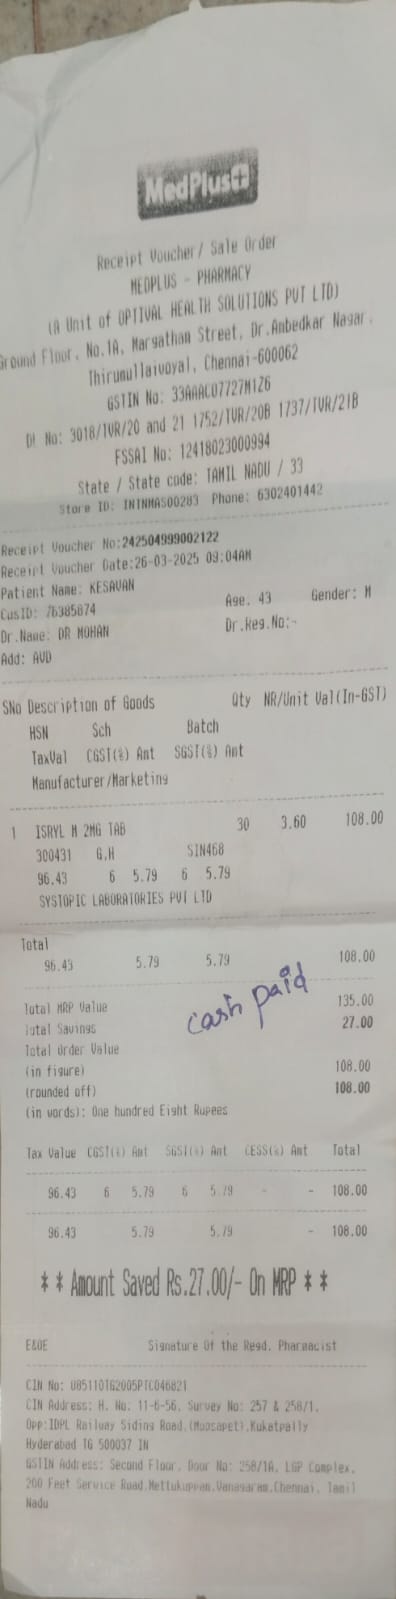 MedPlus+
Receipt Voucher/ Sale Order
MEDPLUS - PHARMACY
(A Unit of OPTIVAL HEALTH SOLUTIONS PVT LTD)
Ground Floor, No.1A, Margathan Street, Dr.Ambedkar Nagar,
Thirumullaivoyal, Chennai-600062
GSTIN No: 33AAACO7727M1Z6
DL No: 3018/TVR/20 and 21 1752/TVR/20B 1737/TVR/21B
FSSAI No: 12418023000994
State / State code: TAMIL NADU / 33
Store ID: INTNMAS00283 Phone: 6302401442
Receipt Voucher No:242504999002122
Receipt Voucher Date:26-03-2025 09:04AM
Patient Name: KESAVAN
CusID: 76385874 Age. 43 Gender: M
Dr.Name: DR MOHAN Dr.Reg.No:-
Add: AVD
SNo Description of Goods Qty NR/Unit Val(In-GST)
HSN Sch Batch
TaxVal CGST(%) Amt SGST(%) Amt
Manufacturer/Marketing
1 ISRYL M 2MG TAB 30 3.60 108.00
300431 G,H SIN468
96.43 6 5.79 6 5.79
SYSTOPIC LABORATORIES PVT LTD
Total
96.43 5.79 5.79 108.00
cash paid
Total MRP Value 135.00
Total Savings 27.00
Total Order Value
(in figure) 108.00
(rounded off) 108.00
(in words): One hundred Eight Rupees
Tax Value CGST(%) Amt SGST(%) Amt CESS(%) Amt Total
96.43 6 5.79 6 5.79 - - 108.00
96.43 5.79 5.79 - 108.00
** Amount Saved Rs.27.00/- On MRP **
E&OE Signature Of the Regd. Pharmacist
CIN No: U85110TG2005PTC046821
CIN Address: H. No: 11-6-56, Survey No: 257 & 258/1,
Opp:IDPL Railway Siding Road,(Moosapet),Kukatpally
Hyderabad TG 500037 IN
GSTIN Address: Second Floor, Door No: 258/1A, LGP Complex,
200 Feet Service Road,Mettukuppan,Vanagaram,Chennai, Tamil
Nadu